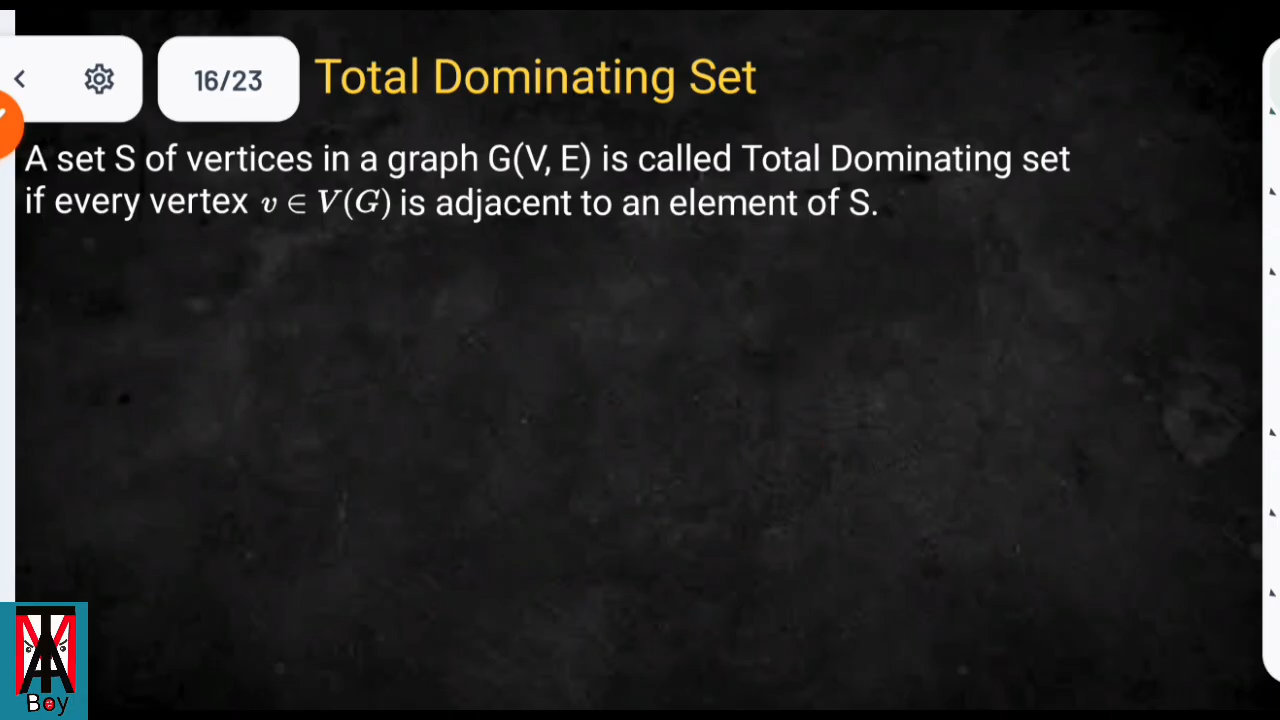 16/23
Total Dominating Set
A set S of vertices in a graph G(V, E) is called Total Dominating set
if every vertex v ∈ V(G) is adjacent to an element of S.
Boy